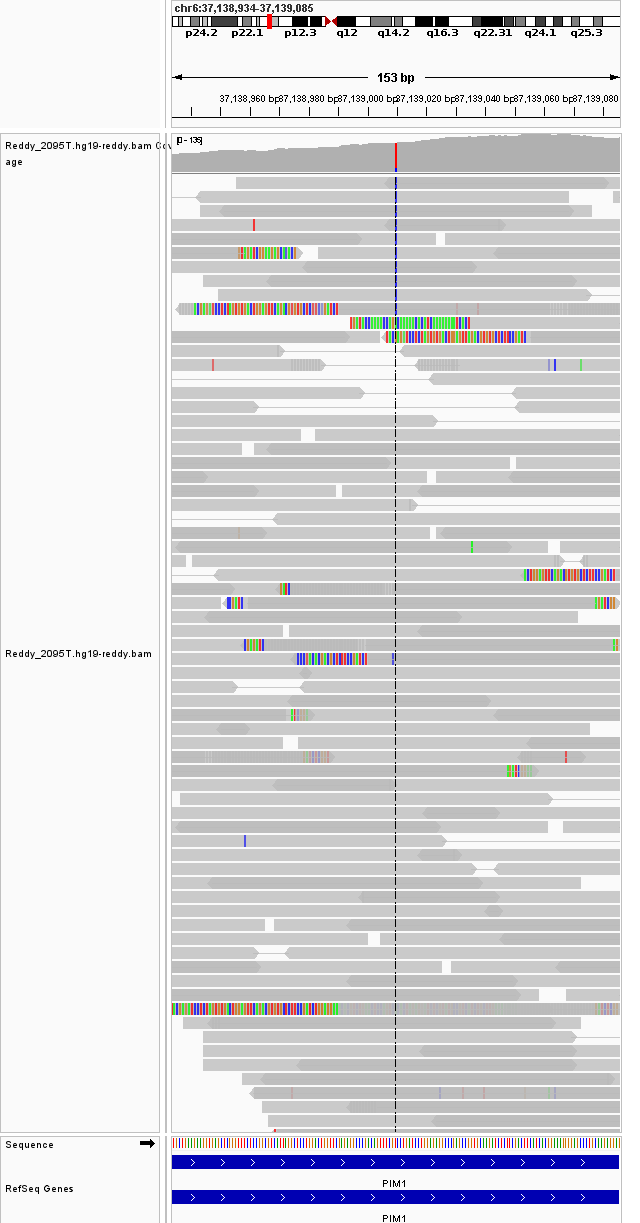 chr6:37,138,934-37,139,085
p24.2 p22.1 p12.3 q12 q14.2 q16.3 q22.31 q24.1 q25.3
153 bp
37,138,960 bp 37,138,980 bp 37,139,000 bp 37,139,020 bp 37,139,040 bp 37,139,060 bp 37,139,080
[0 - 135]
Reddy_2095T.hg19-reddy.bam Cov
age
Reddy_2095T.hg19-reddy.bam
Sequence
RefSeq Genes
PIM1
PIM1